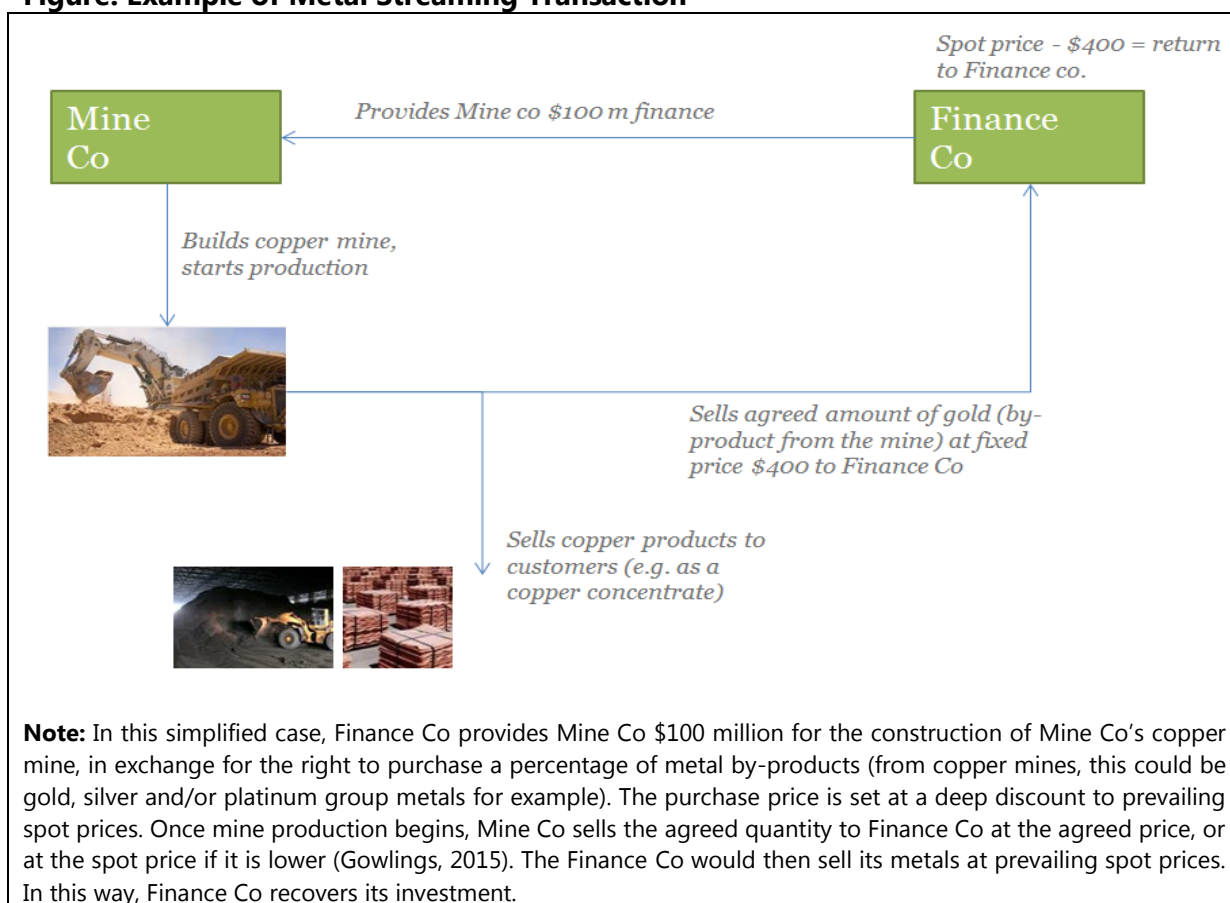 Figure: Example of Metal Streaming Transaction
Spot price - $400 = return
to Finance co.
Mine
Co
Provides Mine co $100 m finance
Finance
Co
Builds copper mine,
starts production
Sells agreed amount of gold (by-
product from the mine) at fixed
price $400 to Finance Co
Sells copper products to
customers (e.g. as a
copper concentrate)
Note: In this simplified case, Finance Co provides Mine Co $100 million for the construction of Mine Co’s copper
mine, in exchange for the right to purchase a percentage of metal by-products (from copper mines, this could be
gold, silver and/or platinum group metals for example). The purchase price is set at a deep discount to prevailing
spot prices. Once mine production begins, Mine Co sells the agreed quantity to Finance Co at the agreed price, or
at the spot price if it is lower (Gowlings, 2015). The Finance Co would then sell its metals at prevailing spot prices.
In this way, Finance Co recovers its investment.